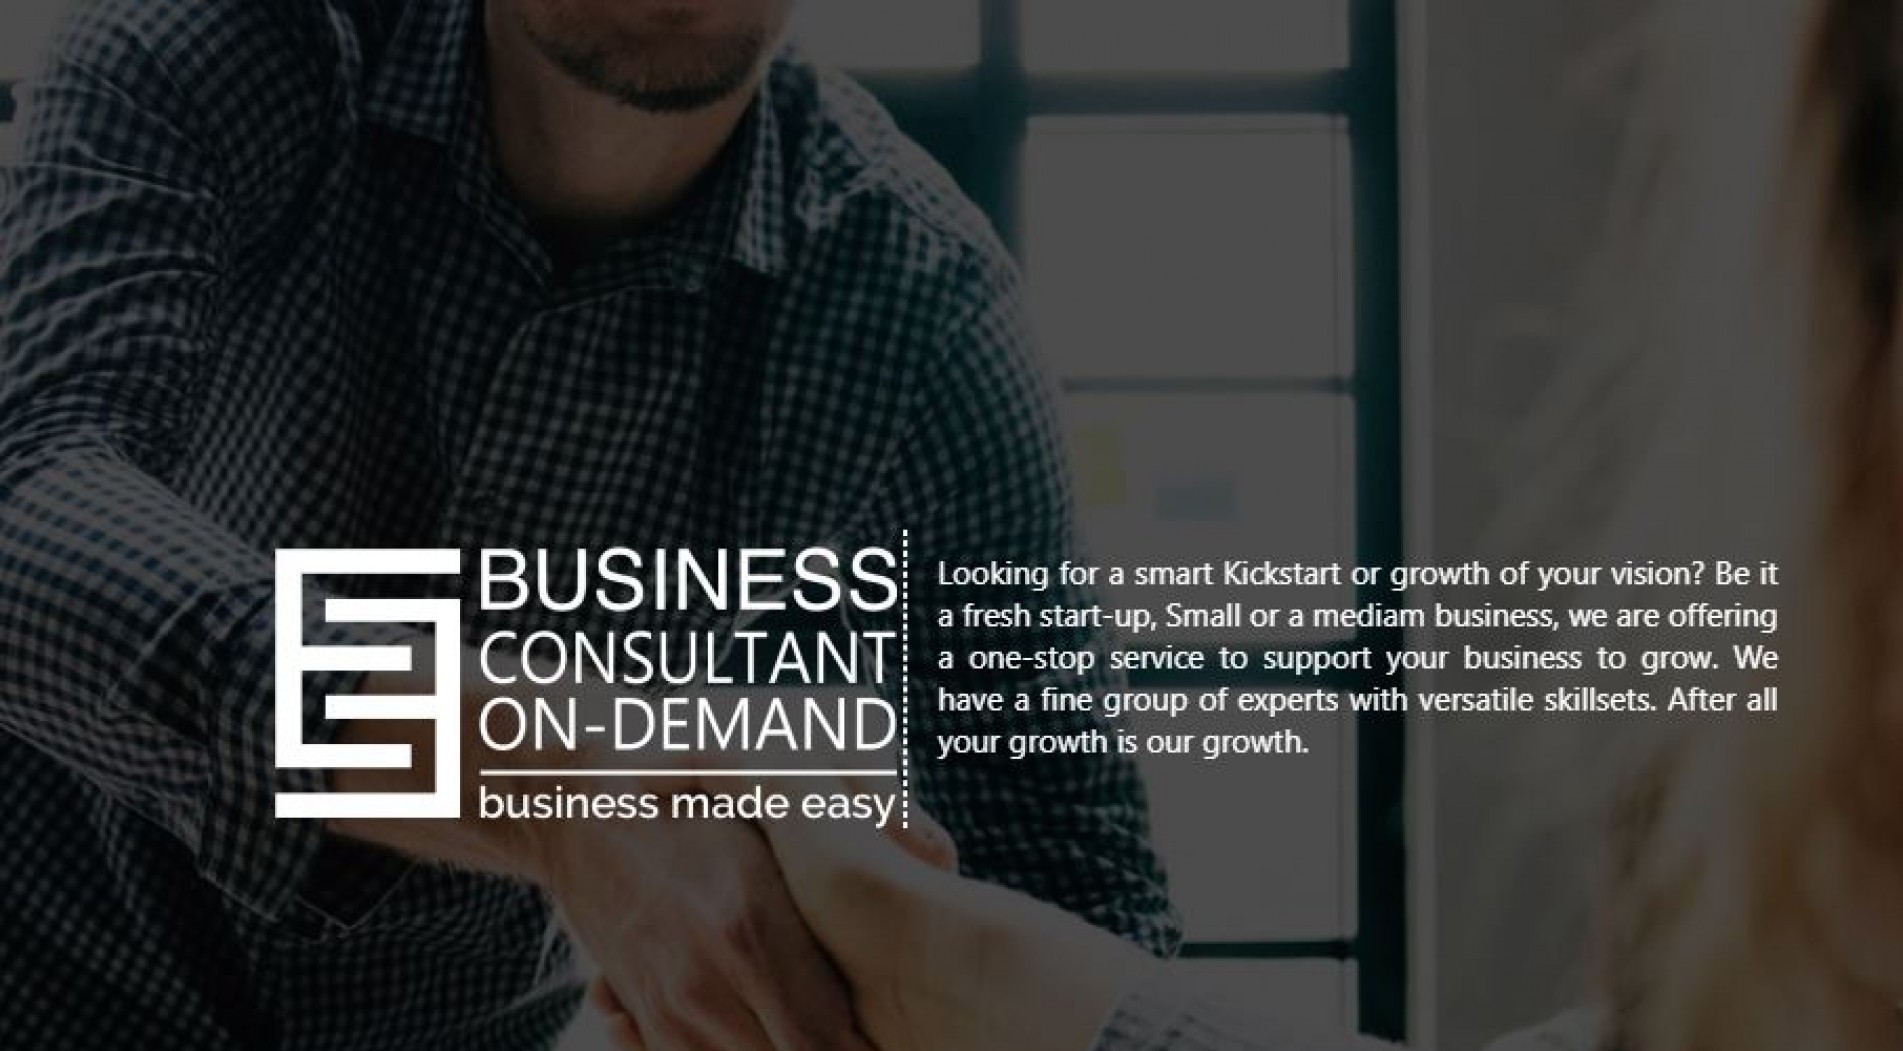 BUSINESS
CONSULTANT
ON-DEMAND
business made easy
Looking for a smart Kickstart or growth of your vision? Be it
a fresh start-up, Small or a mediam business, we are offering
a one-stop service to support your business to grow. We
have a fine group of experts with versatile skillsets. After all
your growth is our growth.